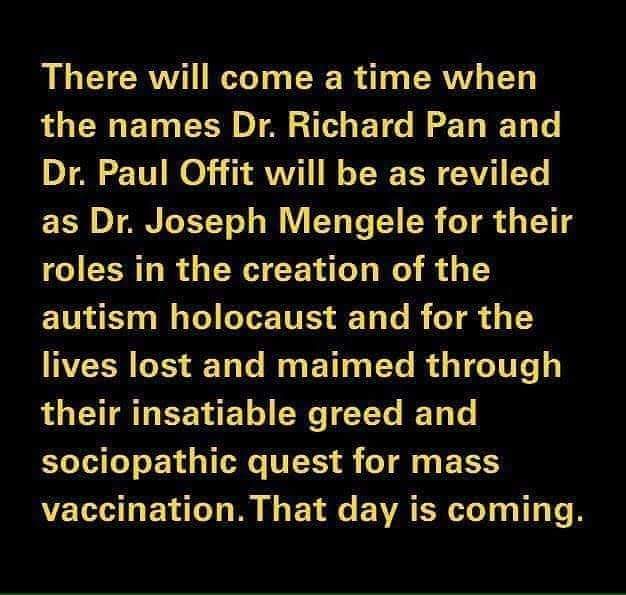 There will come a time when
the names Dr. Richard Pan and
Dr. Paul Offit will be as reviled
as Dr. Joseph Mengele for their
roles in the creation of the
autism holocaust and for the
lives lost and maimed through
their insatiable greed and
sociopathic quest for mass
vaccination. That day is coming.